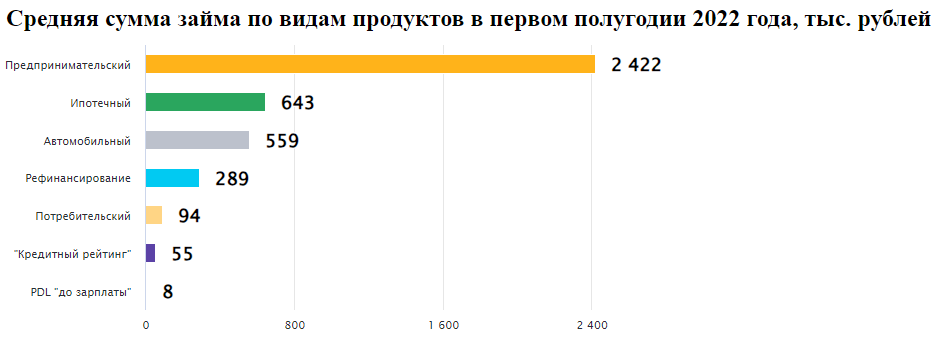 Средняя сумма займа по видам продуктов в первом полугодии 2022 года, тыс. рублей
Предпринимательский 2 422
Ипотечный 643
Автомобильный 559
Рефинансирование 289
Потребительский 94
"Кредитный рейтинг" 55
PDL "до зарплаты" 8
0 800 1 600 2 400